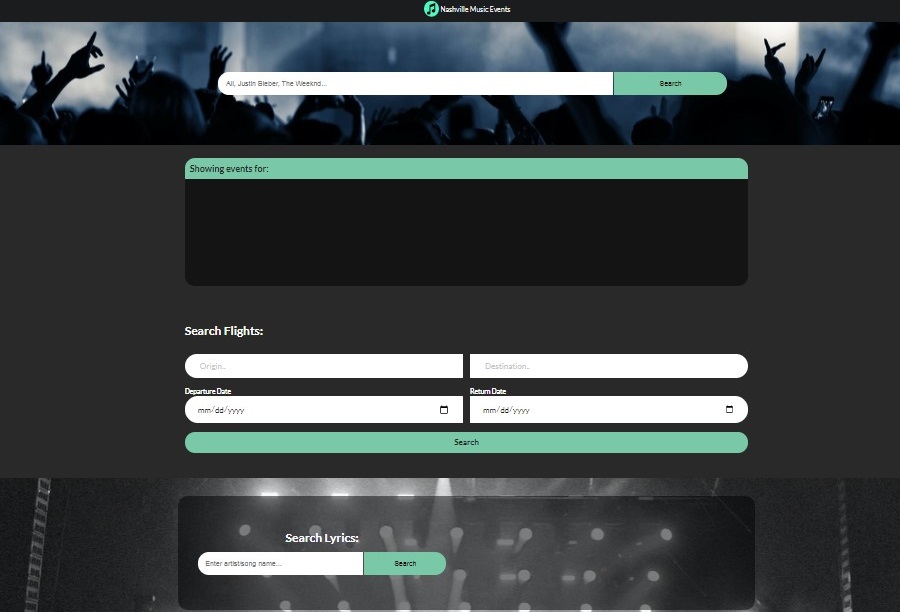 Nashville Music Events
All, Justin Bieber, The Weeknd...
Search
Showing events for:
Search Flights:
Origin..
Destination..
Departure Date
Return Date
mm/dd/yyyy
mm/dd/yyyy
Search
Search Lyrics:
Enter artist/song name...
Search